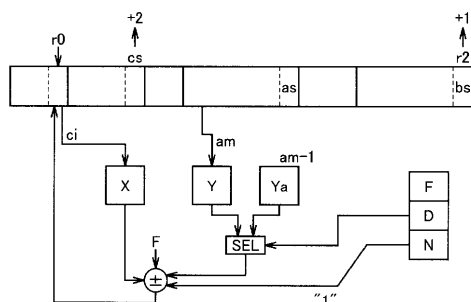 +2 +1
r0 cs r2
as bs
ci am am-1
X Y Ya F
D
SEL N
F
±
"1"